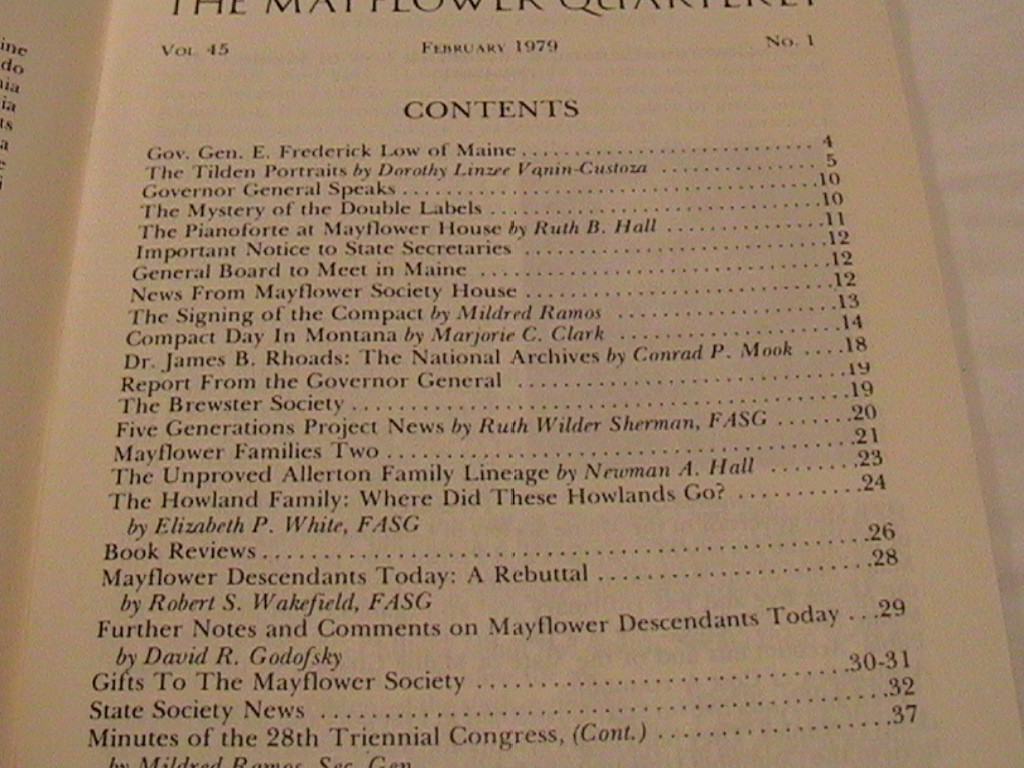 THE MAYFLOWER QUARTERLY
VOL. 45 FEBRUARY 1979 No. 1
CONTENTS
Gov. Gen. E. Frederick Low of Maine . . . . . . . . . . . . . . . . . . . . . . . . . . . . . . 4
The Tilden Portraits by Dorothy Linzee Vanin-Custoza . . . . . . . . . . . . . . . . 5
Governor General Speaks . . . . . . . . . . . . . . . . . . . . . . . . . . . . . . . . . . . . . . . .10
The Mystery of the Double Labels . . . . . . . . . . . . . . . . . . . . . . . . . . . . . . . .10
The Pianoforte at Mayflower House by Ruth B. Hall . . . . . . . . . . . . . . . .11
Important Notice to State Secretaries . . . . . . . . . . . . . . . . . . . . . . . . . . . . .12
General Board to Meet in Maine . . . . . . . . . . . . . . . . . . . . . . . . . . . . . . . . .12
News From Mayflower Society House . . . . . . . . . . . . . . . . . . . . . . . . . . . . .12
The Signing of the Compact by Mildred Ramos . . . . . . . . . . . . . . . . . . . . .13
Compact Day In Montana by Marjorie C. Clark . . . . . . . . . . . . . . . . . . . . .14
Dr. James B. Rhoads: The National Archives by Conrad P. Mook . . . .18
Report From the Governor General . . . . . . . . . . . . . . . . . . . . . . . . . . . . . . .19
The Brewster Society . . . . . . . . . . . . . . . . . . . . . . . . . . . . . . . . . . . . . . . . . . .19
Five Generations Project News by Ruth Wilder Sherman, FASG . . . . . . .20
Mayflower Families Two . . . . . . . . . . . . . . . . . . . . . . . . . . . . . . . . . . . . . . . .21
The Unproved Allerton Family Lineage by Newman A. Hall . . . . . . . .23
The Howland Family: Where Did These Howlands Go? . . . . . . . . . . .24
by Elizabeth P. White, FASG
Book Reviews . . . . . . . . . . . . . . . . . . . . . . . . . . . . . . . . . . . . . . . . . . . . . . . . .26
Mayflower Descendants Today: A Rebuttal . . . . . . . . . . . . . . . . . . . . . . .28
by Robert S. Wakefield, FASG
Further Notes and Comments on Mayflower Descendants Today . . .29
by David R. Godofsky
Gifts To The Mayflower Society . . . . . . . . . . . . . . . . . . . . . . . . . . . . . .30-31
State Society News . . . . . . . . . . . . . . . . . . . . . . . . . . . . . . . . . . . . . . . . . . . .32
Minutes of the 28th Triennial Congress, (Cont.) . . . . . . . . . . . . . . . . . .37
by Mildred Ramos, Sec. Gen.